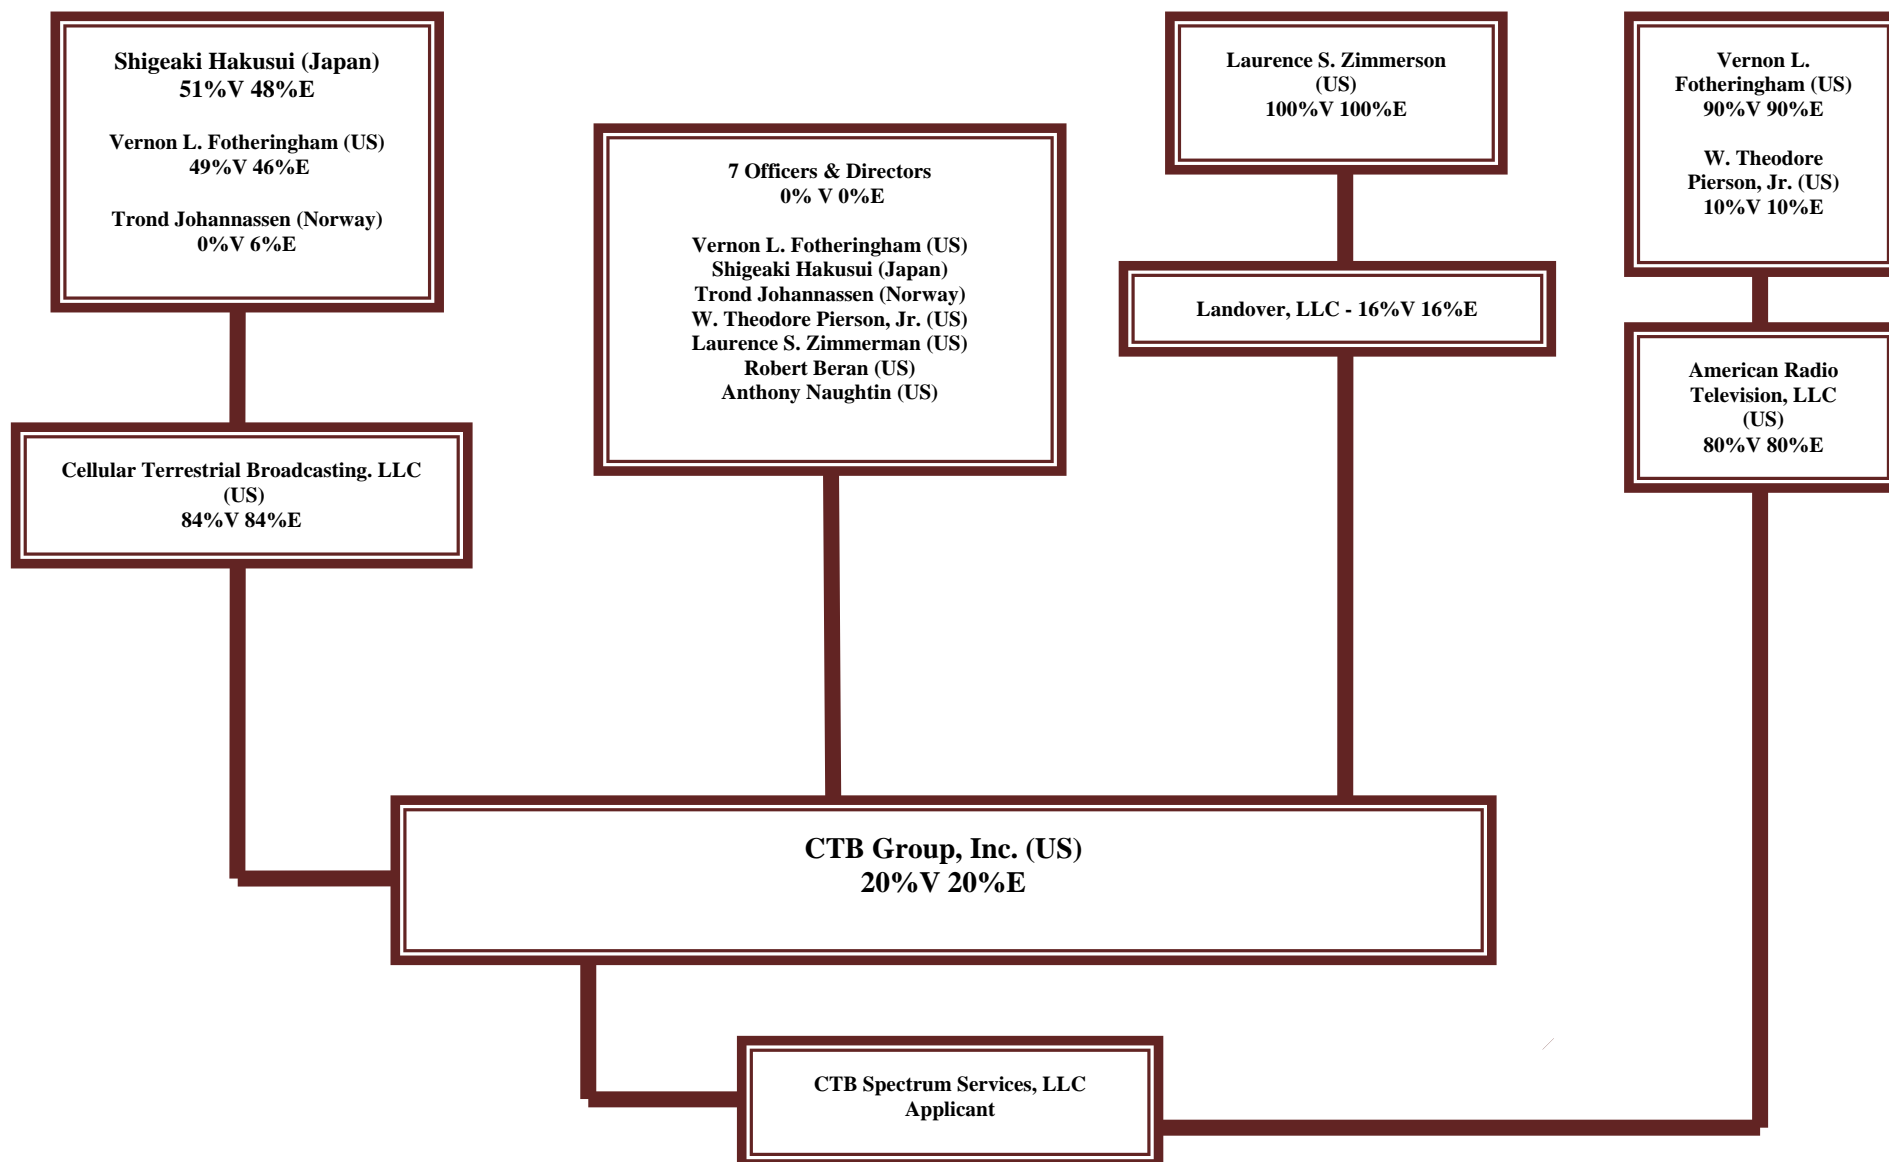 Shigeaki Hakusui (Japan)
51%V 48%E
Vernon L. Fotheringham (US)
49%V 46%E
Trond Johannassen (Norway)
0%V 6%E
Cellular Terrestrial Broadcasting. LLC
(US)
84%V 84%E
7 Officers & Directors
0% V 0%E
Vernon L. Fotheringham (US)
Shigeaki Hakusui (Japan)
Trond Johannassen (Norway)
W. Theodore Pierson, Jr. (US)
Laurence S. Zimmerman (US)
Robert Beran (US)
Anthony Naughtin (US)
Laurence S. Zimmerson
(US)
100%V 100%E
Landover, LLC - 16%V 16%E
Vernon L.
Fotheringham (US)
90%V 90%E
W. Theodore
Pierson, Jr. (US)
10%V 10%E
American Radio
Television, LLC
(US)
80%V 80%E
CTB Group, Inc. (US)
20%V 20%E
CTB Spectrum Services, LLC
Applicant